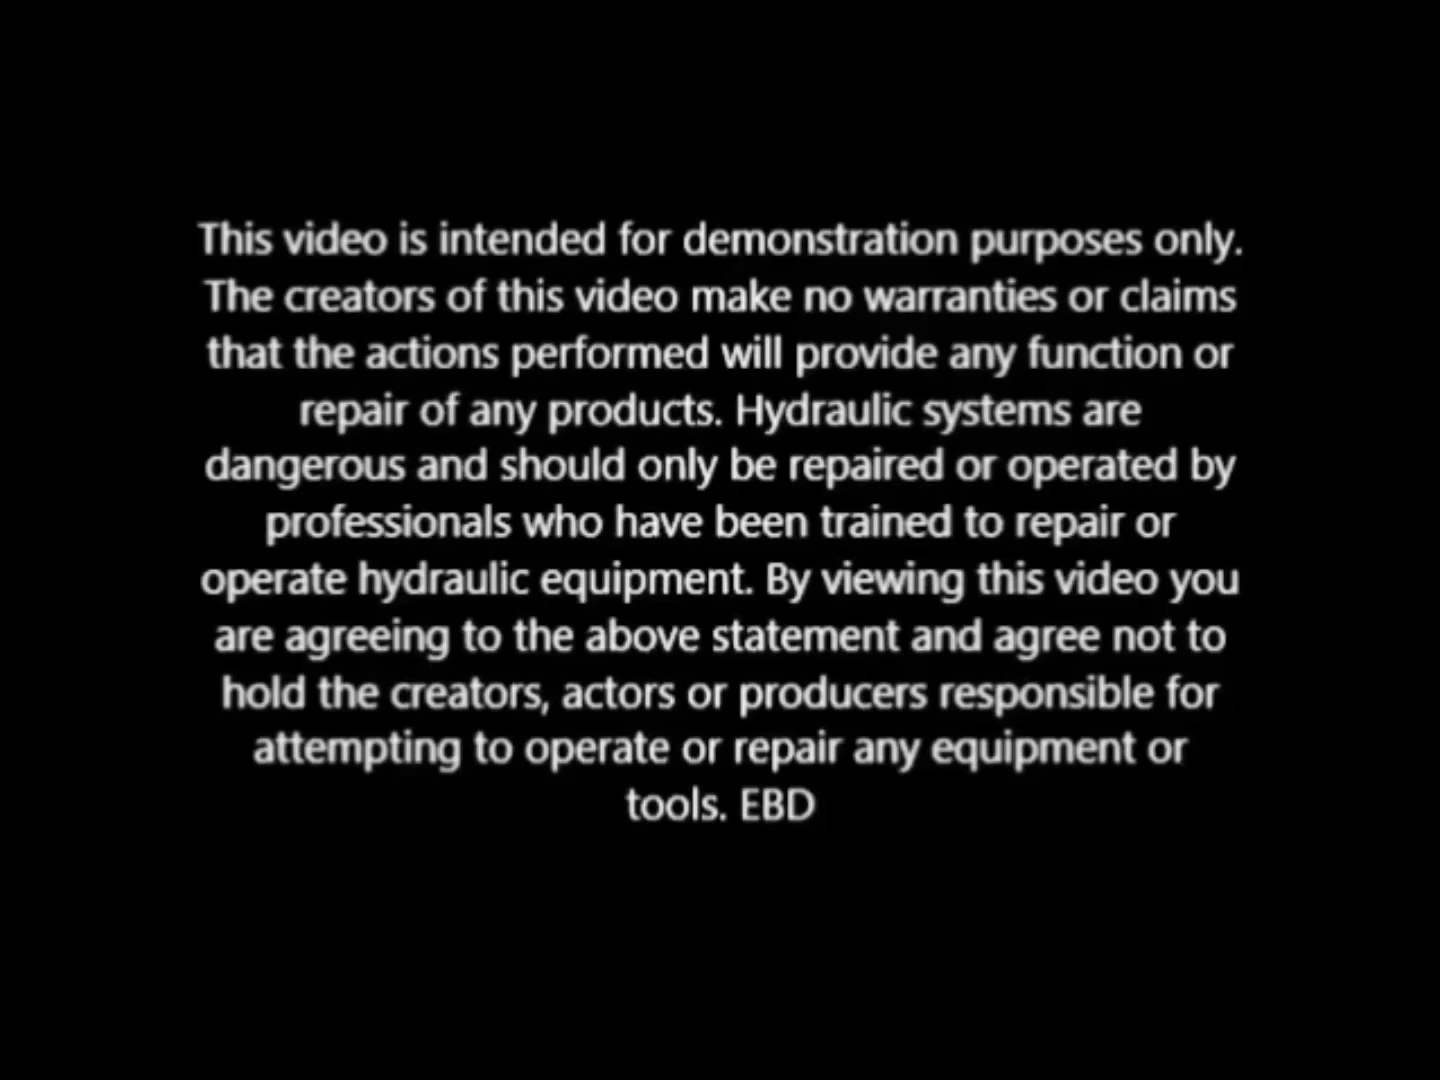 This video is intended for demonstration purposes only.
The creators of this video make no warranties or claims
that the actions performed will provide any function or
repair of any products. Hydraulic systems are
dangerous and should only be repaired or operated by
professionals who have been trained to repair or
operate hydraulic equipment. By viewing this video you
are agreeing to the above statement and agree not to
hold the creators, actors or producers responsible for
attempting to operate or repair any equipment or
tools. EBD